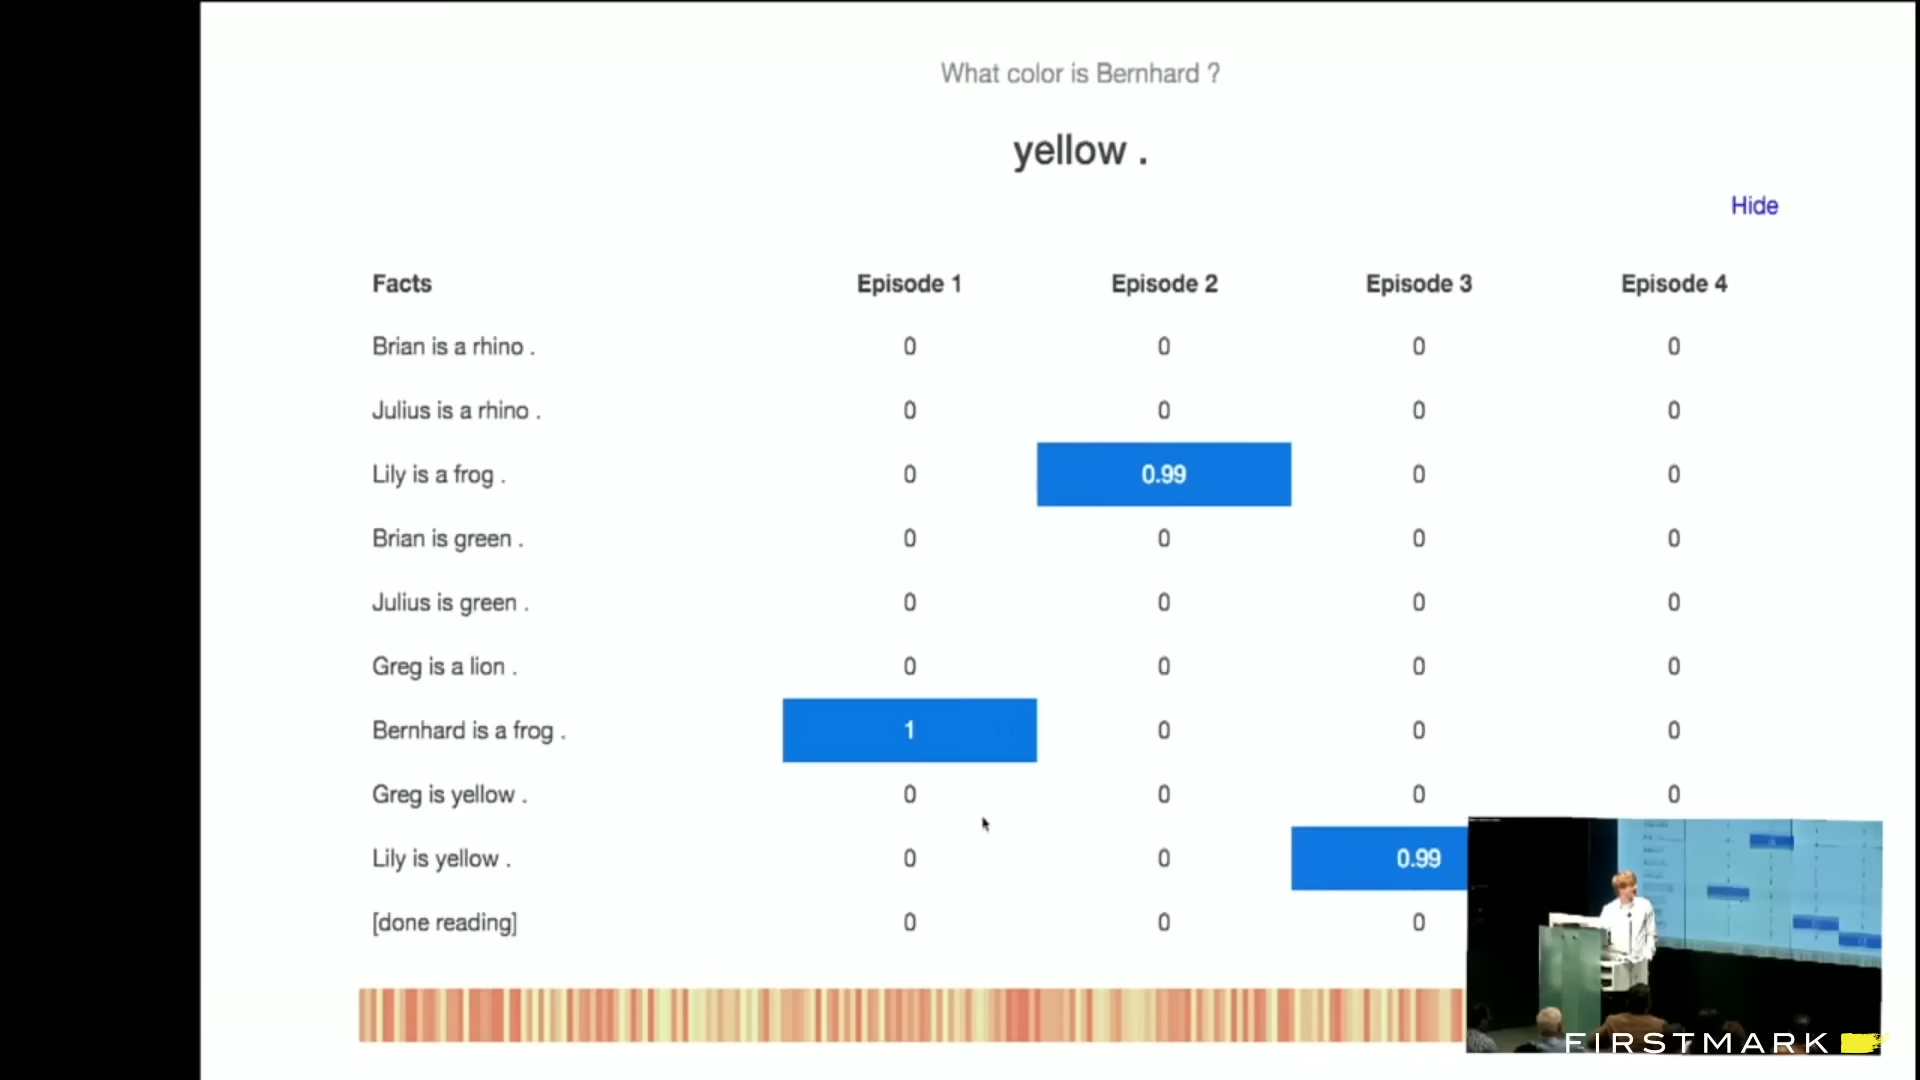 What color is Bernhard ?
yellow .
Hide
Facts Episode 1 Episode 2 Episode 3 Episode 4
Brian is a rhino . 0 0 0 0
Julius is a rhino . 0 0 0 0
Lily is a frog . 0 0.99 0 0
Brian is green . 0 0 0 0
Julius is green . 0 0 0 0
Greg is a lion . 0 0 0 0
Bernhard is a frog . 1 0 0 0
Greg is yellow . 0 0 0 0
Lily is yellow . 0 0 0.99
[done reading] 0 0 0
FIRSTMARK